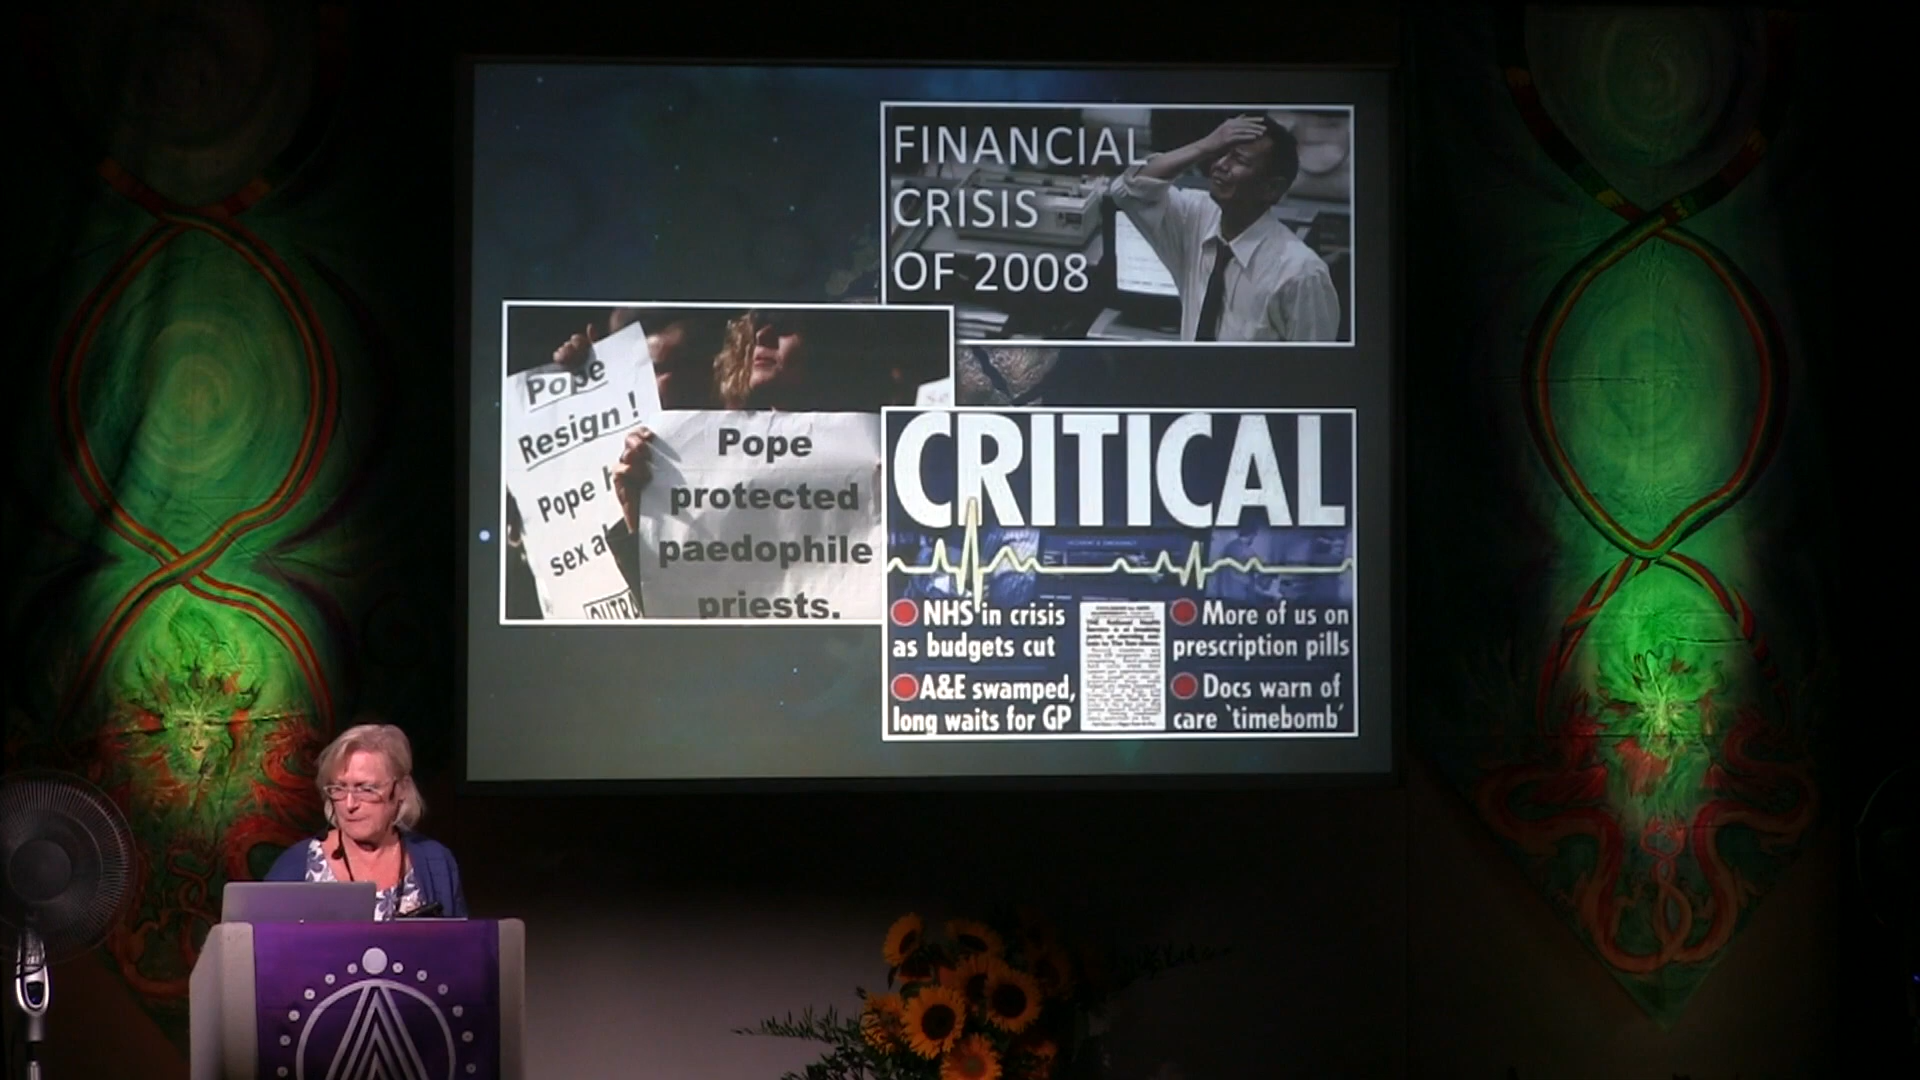 FINANCIAL
CRISIS
OF 2008
Pope
Resign !
Pope
sex a
OUTR
Pope
protected
paedophile
priests.
CRITICAL
NHS in crisis
as budgets cut
A&E swamped,
long waits for GP
More of us on
prescription pills
Docs warn of
care 'timebomb'